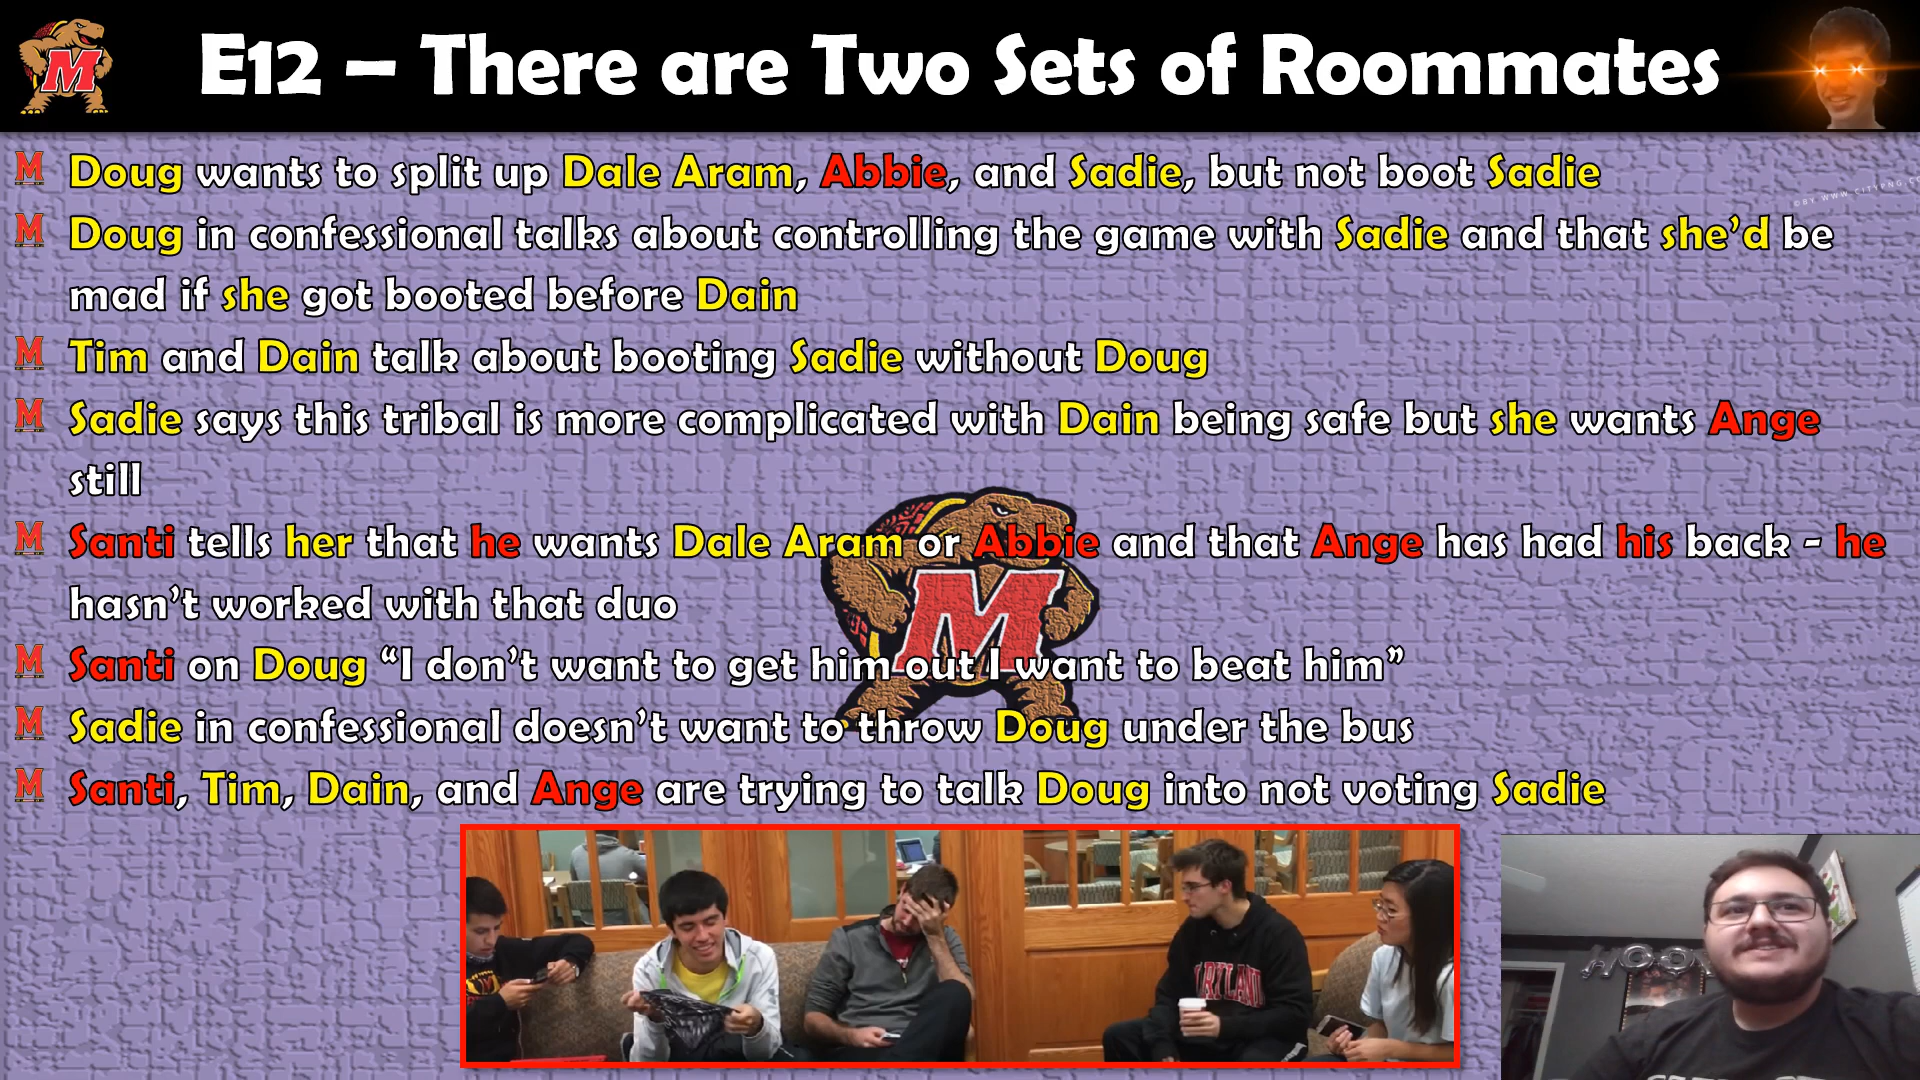 E12 – There are Two Sets of Roommates
©BY WWW.CITYPNG.CO
Doug wants to split up Dale Aram, Abbie, and Sadie, but not boot Sadie
Doug in confessional talks about controlling the game with Sadie and that she’d be
mad if she got booted before Dain
Tim and Dain talk about booting Sadie without Doug
Sadie says this tribal is more complicated with Dain being safe but she wants Ange
still
Santi tells her that he wants Dale Aram or Abbie and that Ange has had his back - he
hasn’t worked with that duo
Santi on Doug “I don’t want to get him out I want to beat him”
Sadie in confessional doesn’t want to throw Doug under the bus
Santi, Tim, Dain, and Ange are trying to talk Doug into not voting Sadie
M
MARYLAND
HOO